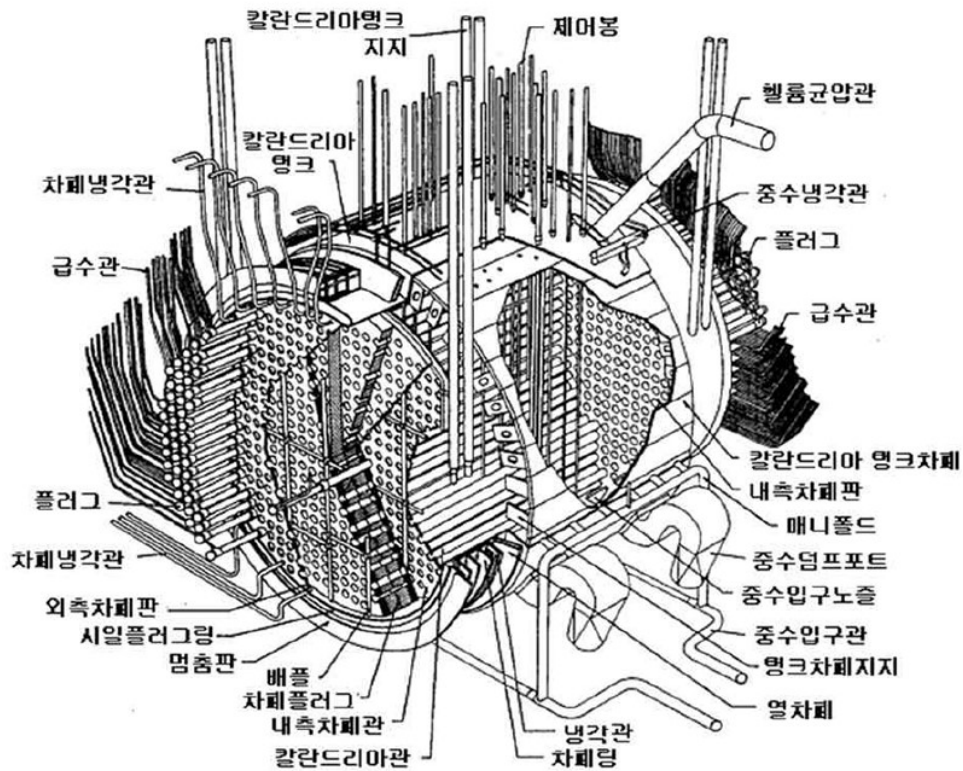 칼란드리아탱크
지지
제어봉
헬륨균압관
칼란드리아
탱크
차폐냉각관
중수냉각관
급수관
플러그
급수관
칼란드리아 탱크차폐
내측차폐판
플러그
매니폴드
차폐냉각관
중수덤프포트
외측차폐판
중수입구노즐
시일플러그링
중수입구관
멈춤판
탱크차폐지지
배플
차폐플러그
열차폐
내측차폐관
냉각관
칼란드리아관
차폐링